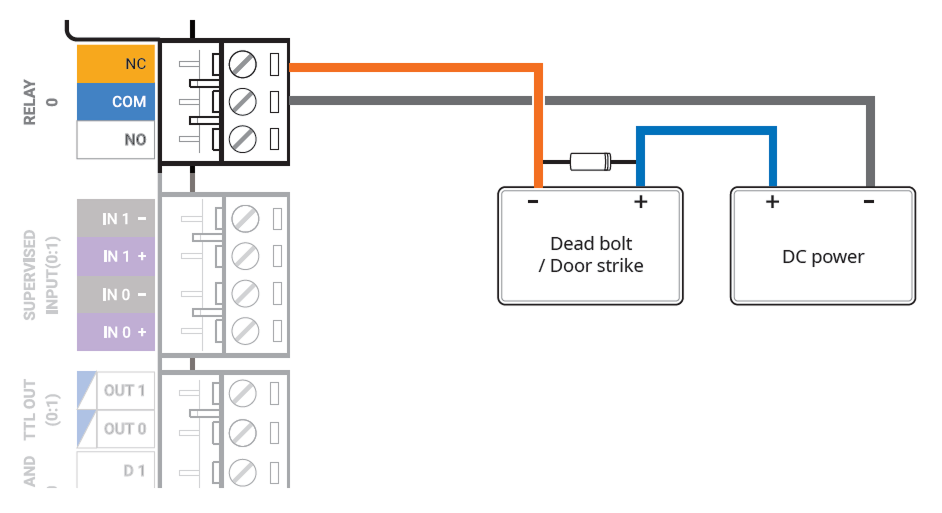 RELAY
0
NC
COM
NO
SUPERVISED
INPUT(0:1)
IN 1 -
IN 1 +
IN 0 -
IN 0 +
TTL OUT
(0:1)
OUT 1
OUT 0
AND
D 1
- +
Dead bolt
/ Door strike
+ -
DC power